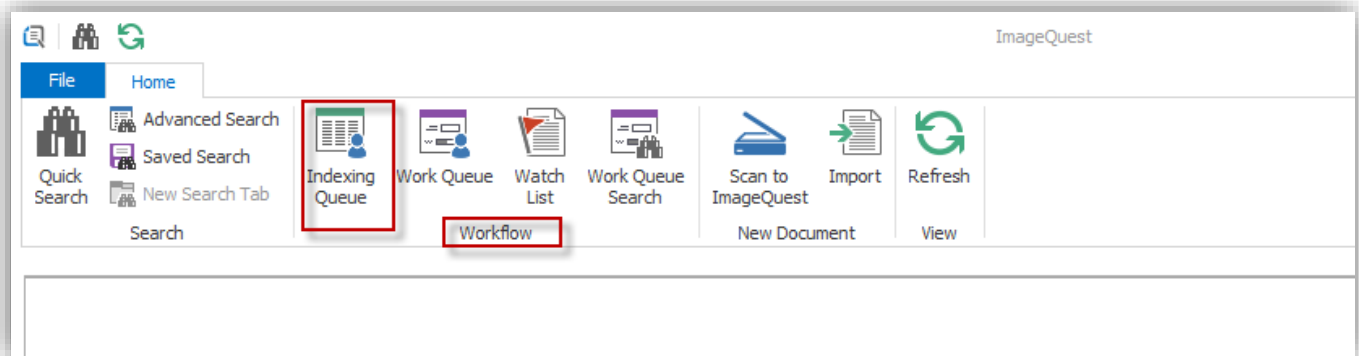 ImageQuest
File
Home
Quick
Search
Advanced Search
Saved Search
New Search Tab
Search
Indexing
Queue
Work Queue
Watch
List
Work Queue
Search
Workflow
Scan to
ImageQuest
Import
New Document
Refresh
View